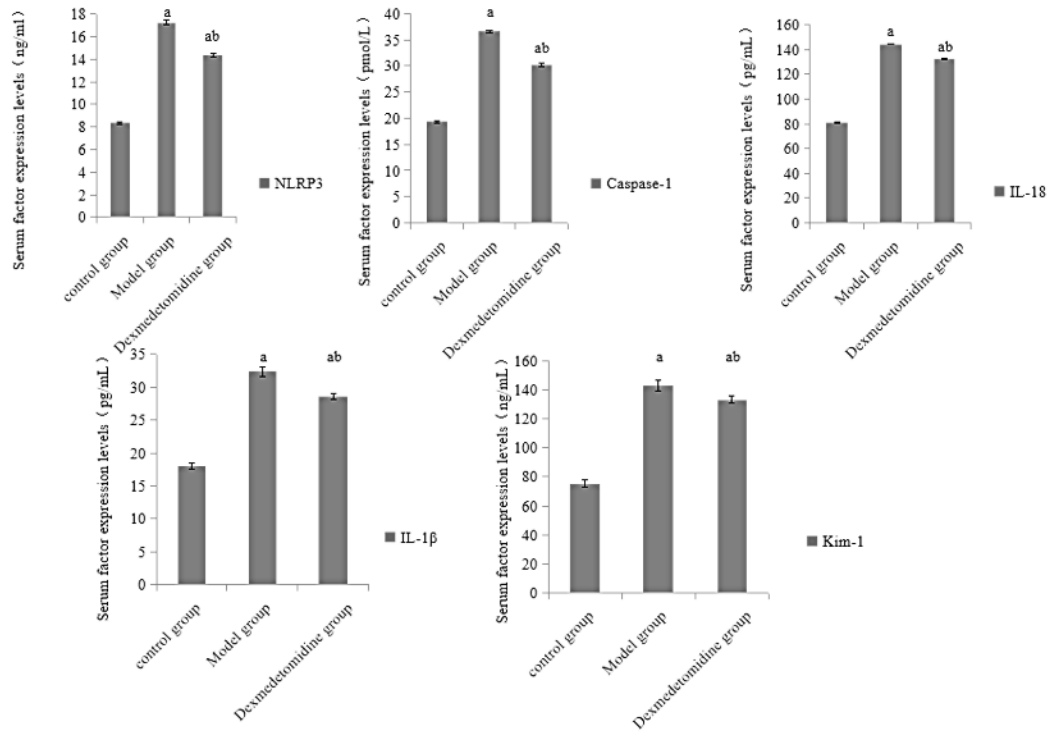 Serum factor expression levels（ng/ml）
18
16
14
12
10
8
6
4
2
0
a
ab
NLRP3
control group
Model group
Dexmedetomidine group
Serum factor expression levels（pmol/L）
40
35
30
25
20
15
10
5
0
a
ab
Caspase-1
control group
Model group
Dexmedetomidine group
Serum factor expression levels（pg/mL）
160
140
120
100
80
60
40
20
0
a
ab
IL-18
control group
Model group
Dexmedetomidine group
Serum factor expression levels（pg/mL）
35
30
25
20
15
10
5
0
a
ab
IL-1β
control group
Model group
Dexmedetomidine group
Serum factor expression levels（ng/mL）
160
140
120
100
80
60
40
20
0
a
ab
Kim-1
control group
Model group
Dexmedetomidine group